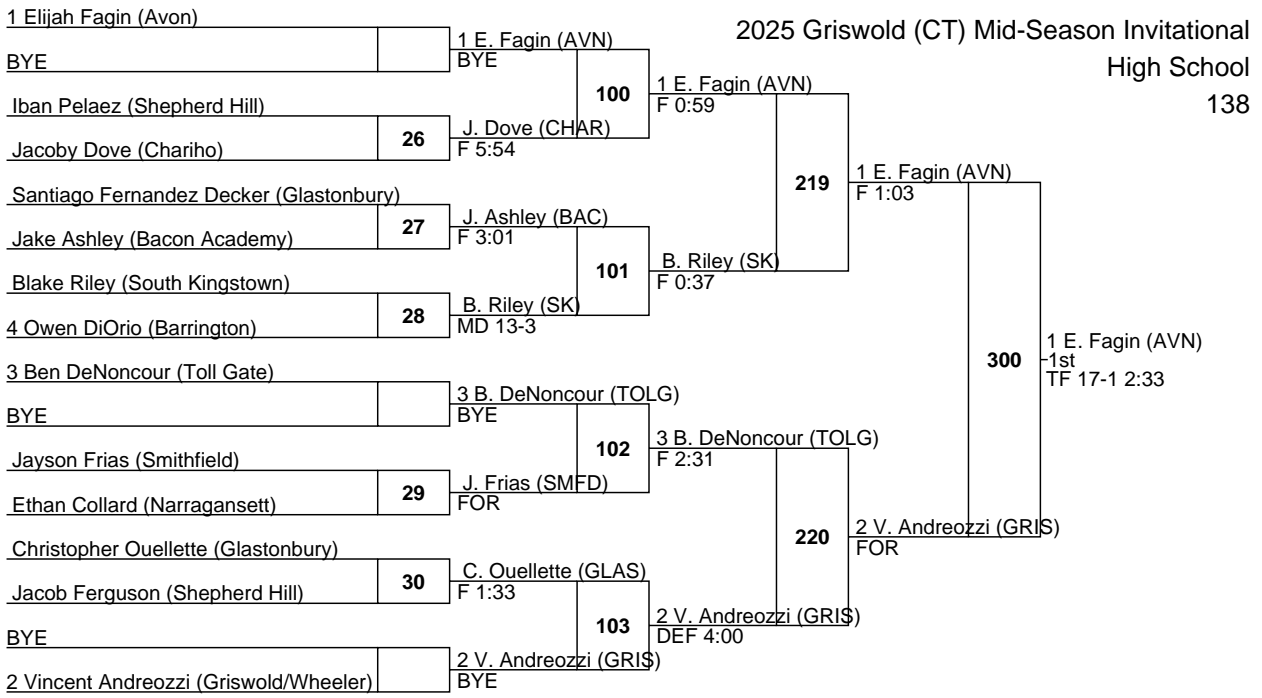 2025 Griswold (CT) Mid-Season Invitational
High School
138
1 Elijah Fagin (Avon)
BYE
Iban Pelaez (Shepherd Hill)
Jacoby Dove (Chariho)
Santiago Fernandez Decker (Glastonbury)
Jake Ashley (Bacon Academy)
Blake Riley (South Kingstown)
4 Owen DiOrio (Barrington)
3 Ben DeNoncour (Toll Gate)
BYE
Jayson Frias (Smithfield)
Ethan Collard (Narragansett)
Christopher Ouellette (Glastonbury)
Jacob Ferguson (Shepherd Hill)
BYE
2 Vincent Andreozzi (Griswold/Wheeler)
26
27
28
29
30
1 E. Fagin (AVN)
BYE
J. Dove (CHAR)
F 5:54
J. Ashley (BAC)
F 3:01
B. Riley (SK)
MD 13-3
3 B. DeNoncour (TOLG)
BYE
J. Frias (SMFD)
FOR
C. Ouellette (GLAS)
F 1:33
2 V. Andreozzi (GRIS)
BYE
100
101
102
103
1 E. Fagin (AVN)
F 0:59
B. Riley (SK)
F 0:37
3 B. DeNoncour (TOLG)
F 2:31
2 V. Andreozzi (GRIS)
DEF 4:00
219
220
1 E. Fagin (AVN)
F 1:03
2 V. Andreozzi (GRIS)
FOR
300
1 E. Fagin (AVN)
1st
TF 17-1 2:33